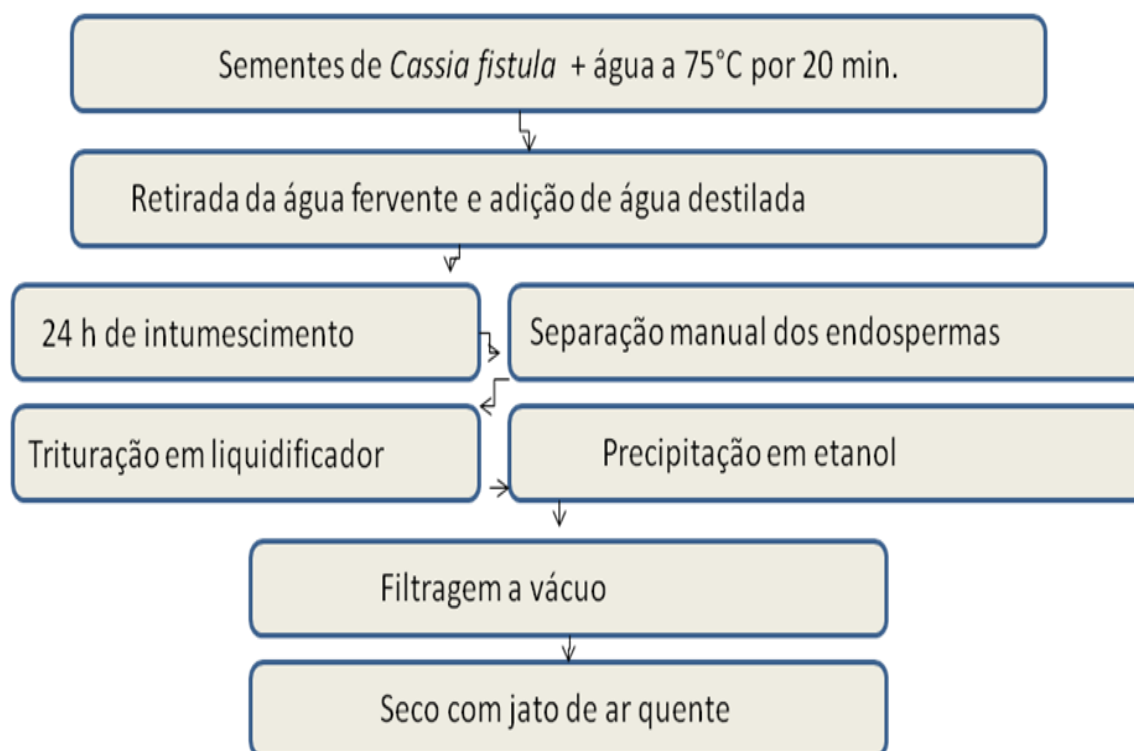 Sementes de Cassia fistula + água a 75°C por 20 min.
Retirada da água fervente e adição de água destilada
24 h de intumescimento
Separação manual dos endospermas
Trituração em liquidificador
Precipitação em etanol
Filtragem a vácuo
Seco com jato de ar quente